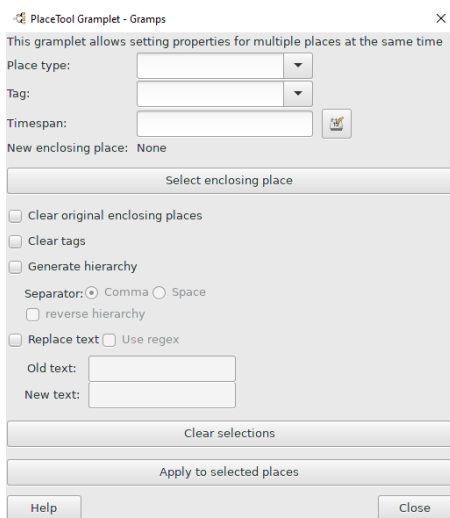 PlaceTool Gramplet - Gramps
This gramplet allows setting properties for multiple places at the same time
Place type:
Tag:
Timespan:
New enclosing place: None
Select enclosing place
Clear original enclosing places
Clear tags
Generate hierarchy
Separator: Comma Space
reverse hierarchy
Replace text Use regex
Old text:
New text:
Clear selections
Apply to selected places
Help Close